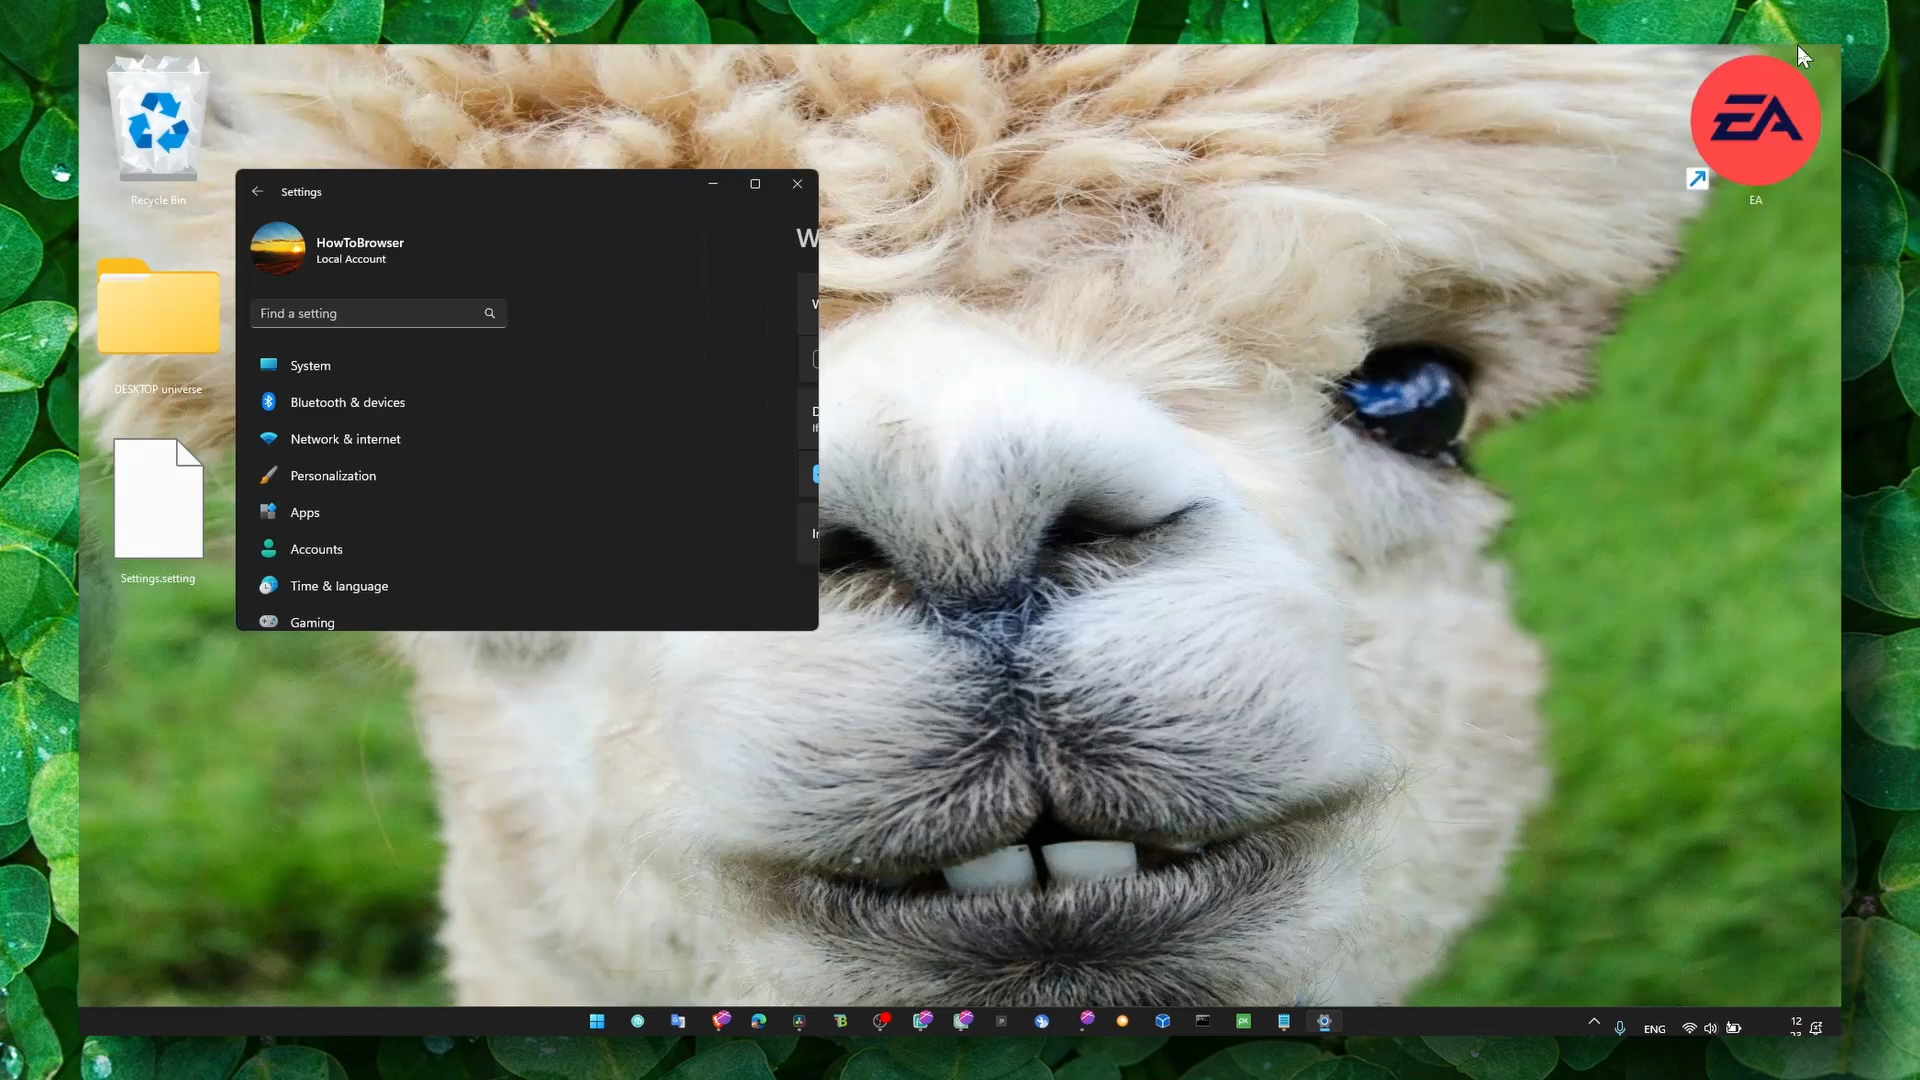 Recycle Bin
DESKTOP universe
Settings.setting
Settings
HowToBrowser
Local Account
Find a setting
System
Bluetooth & devices
Network & internet
Personalization
Apps
Accounts
Time & language
Gaming
W
EA
EA
ENG
12